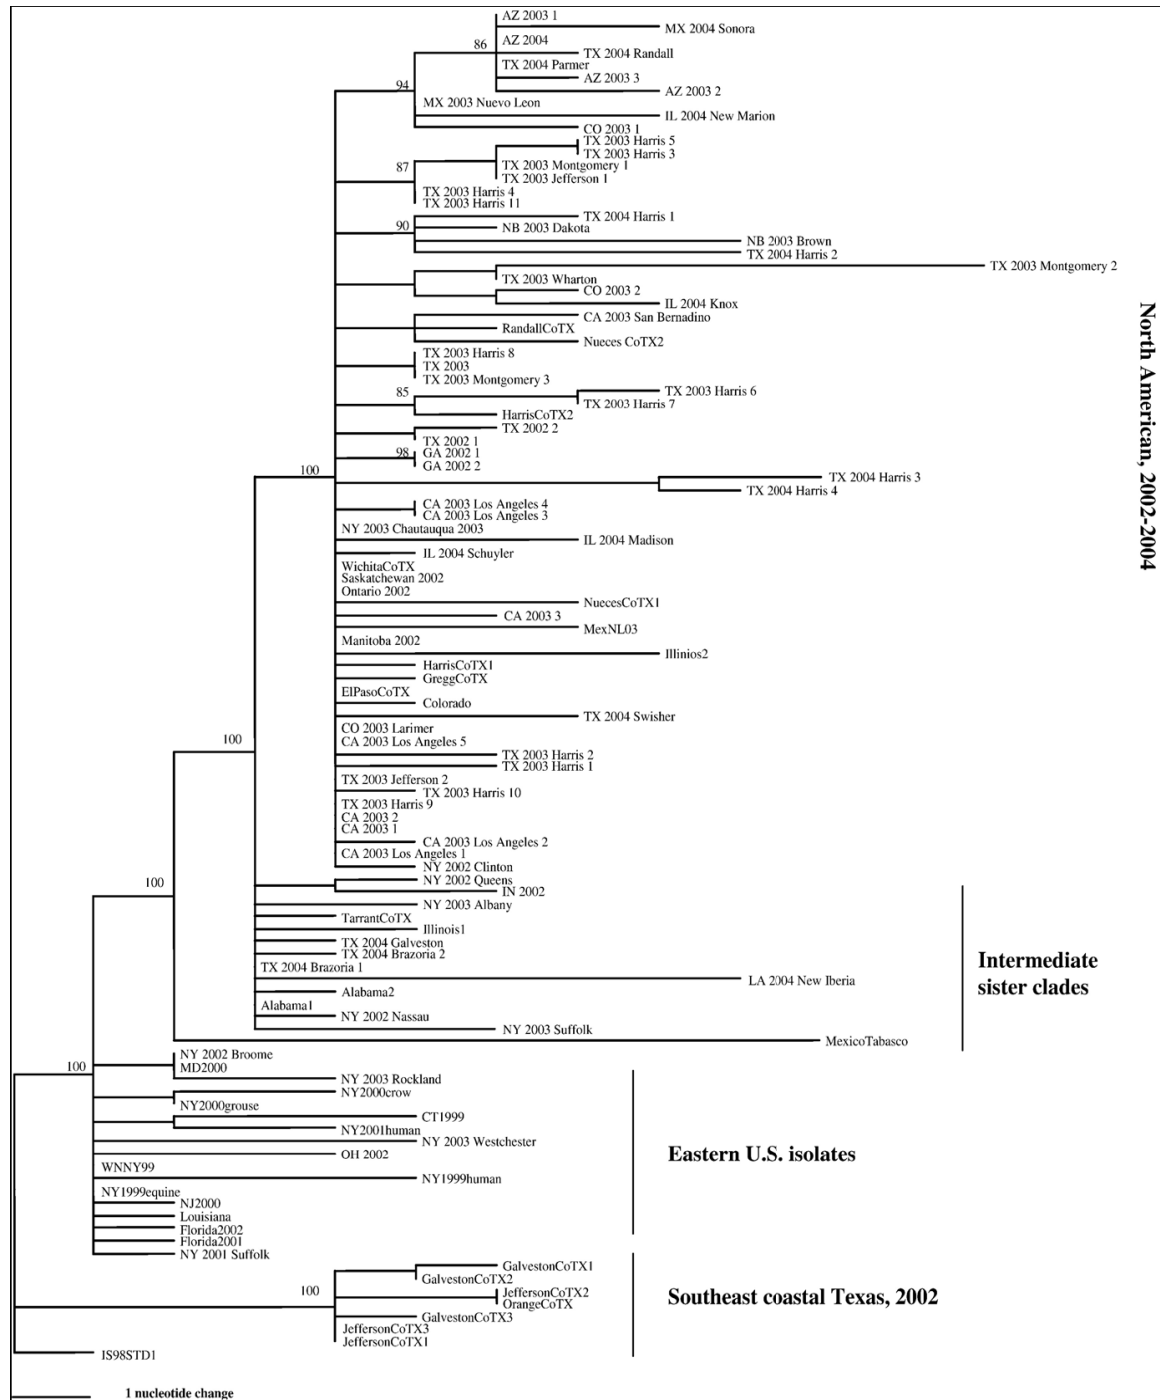 AZ 2003 1
MX 2004 Sonora
AZ 2004
86
TX 2004 Randall
TX 2004 Parmer
AZ 2003 3
94
AZ 2003 2
MX 2003 Nuevo Leon
IL 2004 New Marion
CO 2003 1
TX 2003 Harris 5
TX 2003 Harris 3
87
TX 2003 Montgomery 1
TX 2003 Jefferson 1
TX 2003 Harris 4
TX 2003 Harris 11
TX 2004 Harris 1
90
NB 2003 Dakota
NB 2003 Brown
TX 2004 Harris 2
TX 2003 Montgomery 2
TX 2003 Wharton
CO 2003 2
IL 2004 Knox
CA 2003 San Bernadino
RandallCoTX
Nueces CoTX2
TX 2003 Harris 8
TX 2003
TX 2003 Montgomery 3
85
TX 2003 Harris 6
TX 2003 Harris 7
HarrisCoTX2
TX 2002 2
TX 2002 1
98
GA 2002 1
GA 2002 2
100
TX 2004 Harris 3
TX 2004 Harris 4
CA 2003 Los Angeles 4
CA 2003 Los Angeles 3
NY 2003 Chautauqua 2003
IL 2004 Madison
IL 2004 Schuyler
WichitaCoTX
Saskatchewan 2002
Ontario 2002
NuecesCoTX1
CA 2003 3
MexNL03
Manitoba 2002
Illinios2
HarrisCoTX1
GreggCoTX
ElPasoCoTX
Colorado
TX 2004 Swisher
CO 2003 Larimer
CA 2003 Los Angeles 5
100
TX 2003 Harris 2
TX 2003 Harris 1
TX 2003 Jefferson 2
TX 2003 Harris 10
TX 2003 Harris 9
CA 2003 2
CA 2003 1
CA 2003 Los Angeles 2
CA 2003 Los Angeles 1
NY 2002 Clinton
100
NY 2002 Queens
IN 2002
NY 2003 Albany
TarrantCoTX
Illinois1
TX 2004 Galveston
TX 2004 Brazoria 2
TX 2004 Brazoria 1
LA 2004 New Iberia
Alabama2
Alabama1
NY 2002 Nassau
NY 2003 Suffolk
MexicoTabasco
NY 2002 Broome
100
MD2000
NY 2003 Rockland
NY2000crow
NY2000grouse
CT1999
NY2001human
NY 2003 Westchester
OH 2002
WNNY99
NY1999human
NY1999equine
NJ2000
Louisiana
Florida2002
Florida2001
NY 2001 Suffolk
GalvestonCoTX1
GalvestonCoTX2
100
JeffersonCoTX2
OrangeCoTX
GalvestonCoTX3
JeffersonCoTX3
JeffersonCoTX1
IS98STD1
1 nucleotide change
North American, 2002-2004
Intermediate
sister clades
Eastern U.S. isolates
Southeast coastal Texas, 2002